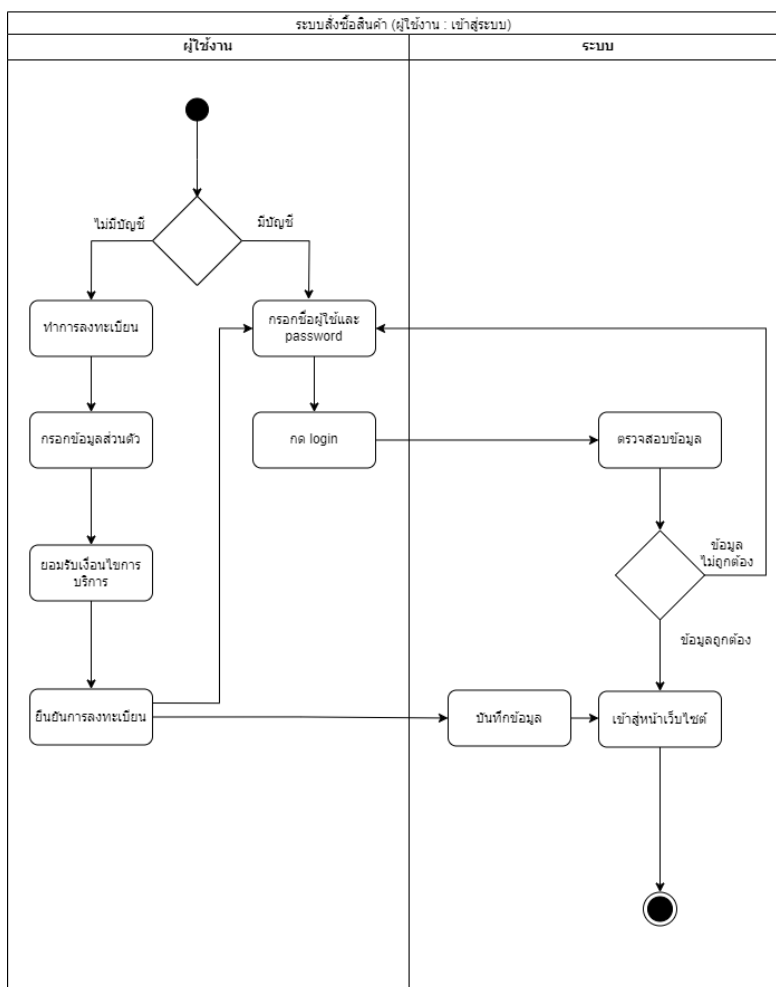 ระบบสั่งซื้อสินค้า (ผู้ใช้งาน : เข้าสู่ระบบ)
ผู้ใช้งาน
ระบบ
ไม่มีบัญชี
มีบัญชี
ทำการลงทะเบียน
กรอกชื่อผู้ใช้และ
password
กรอกข้อมูลส่วนตัว
กด login
ตรวจสอบข้อมูล
ข้อมูล
ไม่ถูกต้อง
ยอมรับเงื่อนไขการ
บริการ
ข้อมูลถูกต้อง
ยืนยันการลงทะเบียน
บันทึกข้อมูล
เข้าสู่หน้าเว็บไซต์